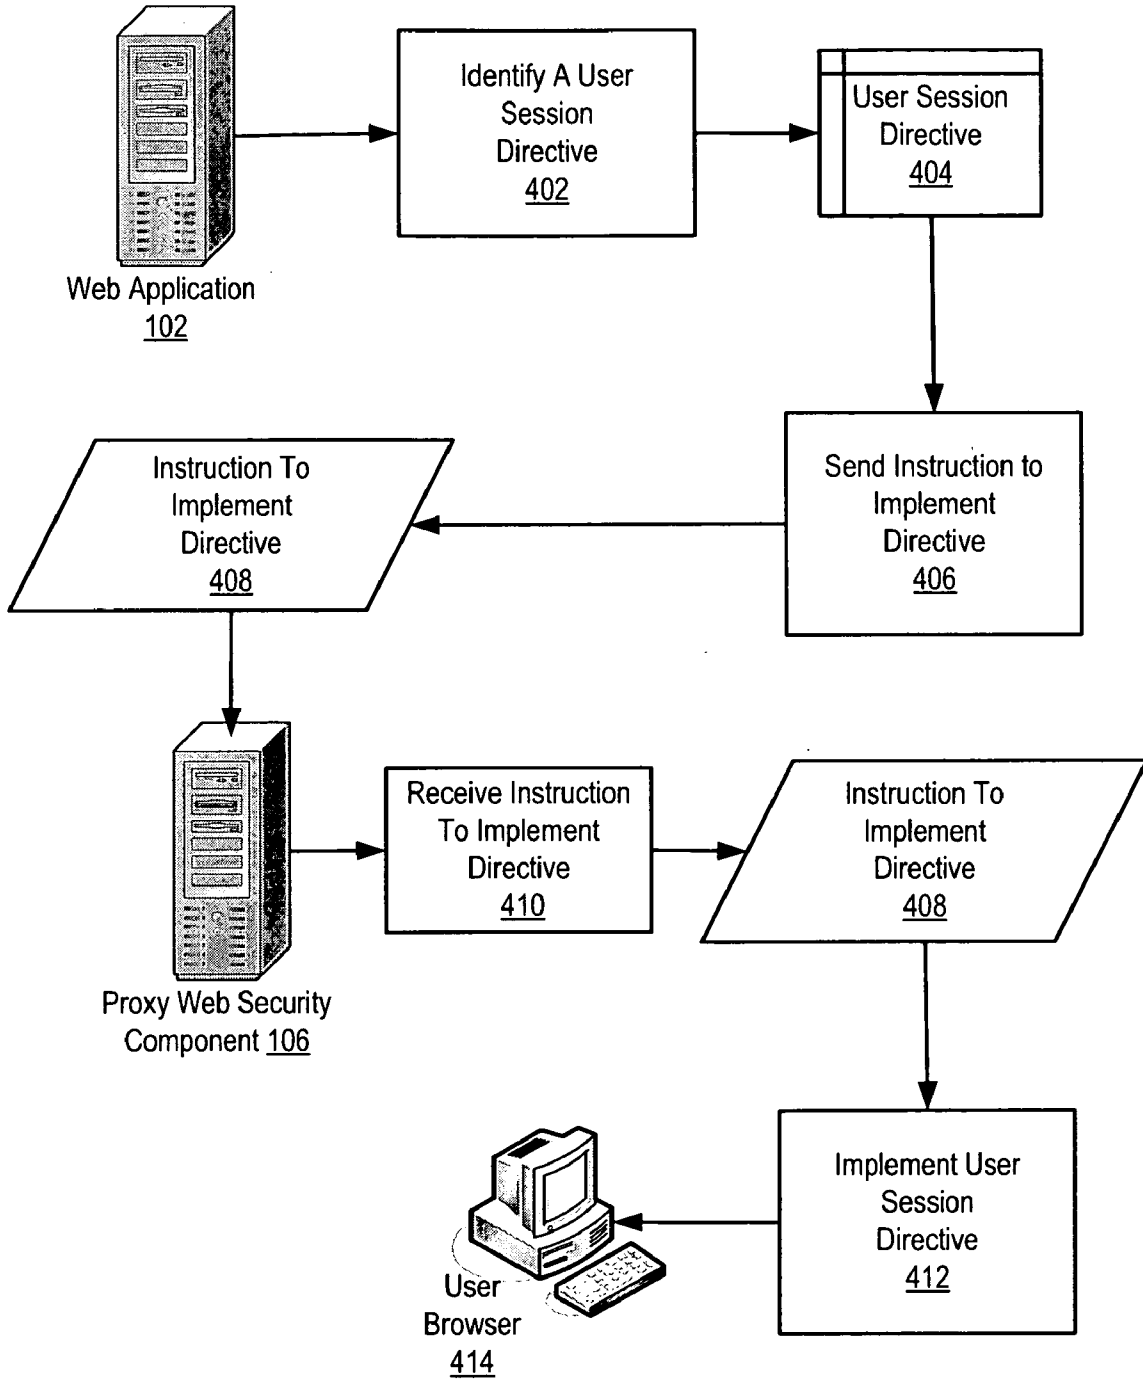 Identify A User
Session
Directive
402
User Session
Directive
404
Web Application
102
Send Instruction to
Implement
Directive
406
Instruction To
Implement
Directive
408
Receive Instruction
To Implement
Directive
410
Instruction To
Implement
Directive
408
Proxy Web Security
Component 106
Implement User
Session
Directive
412
User
Browser
414